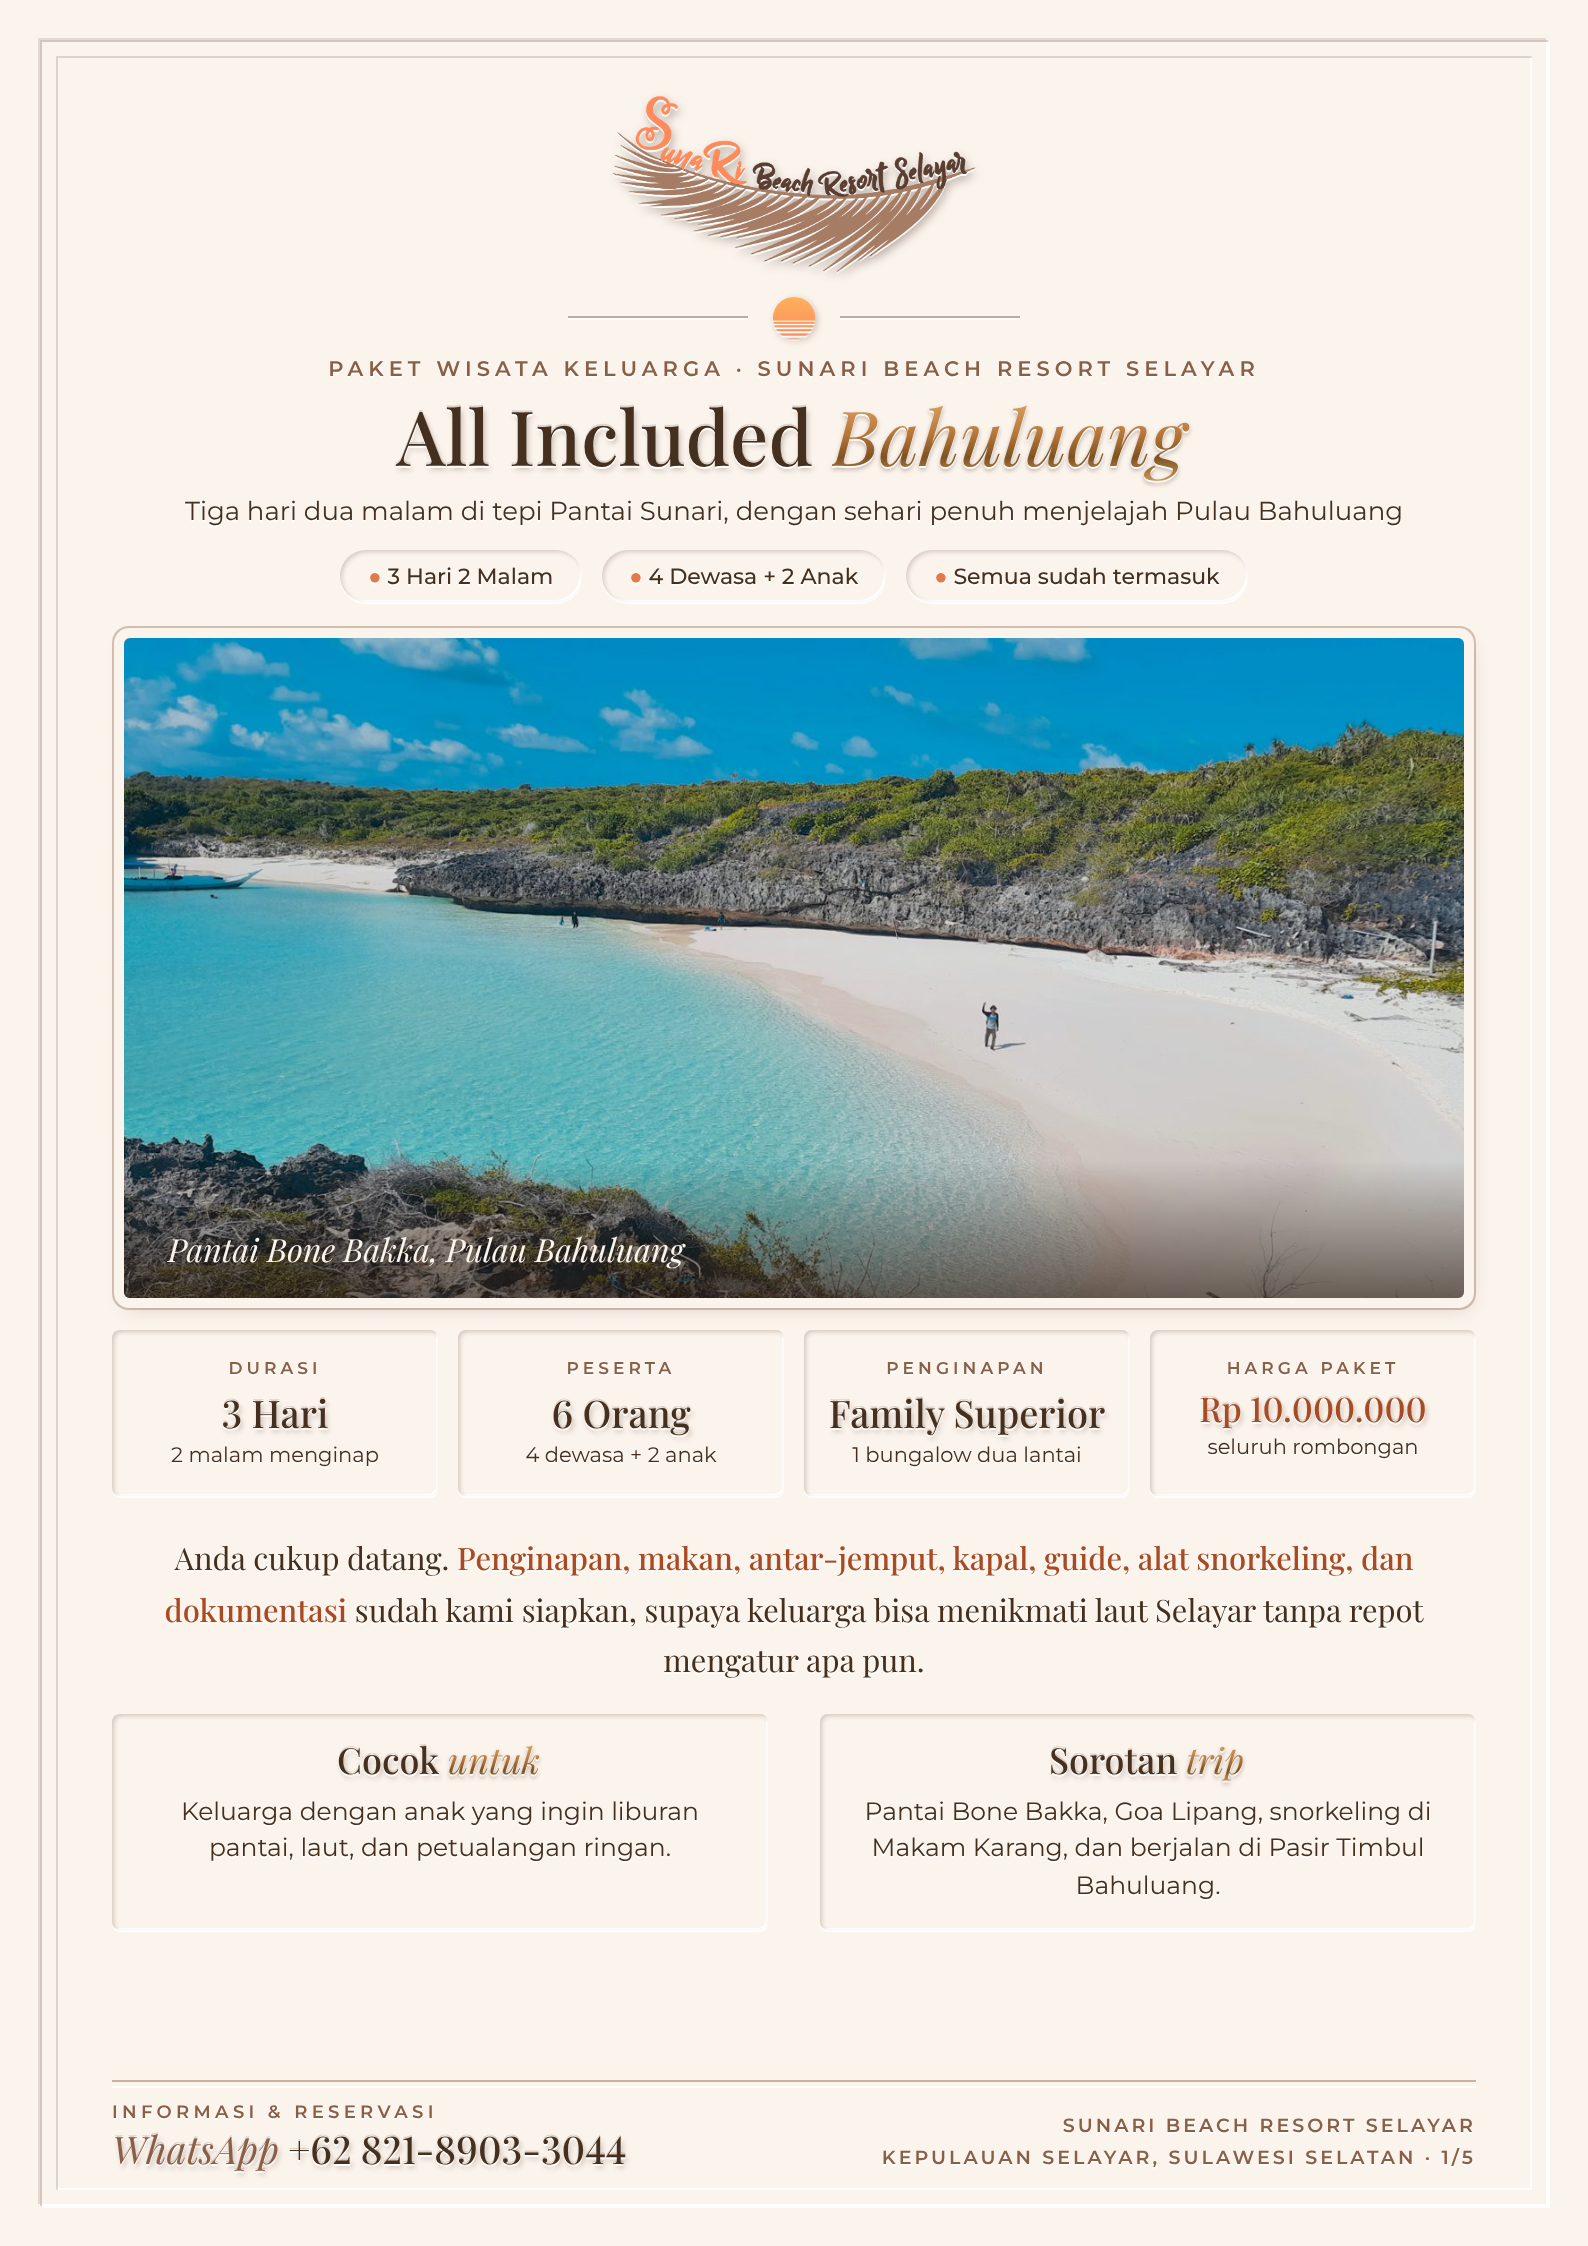 SunaRi Beach Resort Selayar
PAKET WISATA KELUARGA · SUNARI BEACH RESORT SELAYAR
All Included Bahuluang
Tiga hari dua malam di tepi Pantai Sunari, dengan sehari penuh menjelajah Pulau Bahuluang
• 3 Hari 2 Malam
• 4 Dewasa + 2 Anak
• Semua sudah termasuk
Pantai Bone Bakka, Pulau Bahuluang
DURASI
3 Hari
2 malam menginap
PESERTA
6 Orang
4 dewasa + 2 anak
PENGINAPAN
Family Superior
1 bungalow dua lantai
HARGA PAKET
Rp 10.000.000
seluruh rombongan
Anda cukup datang. Penginapan, makan, antar-jemput, kapal, guide, alat snorkeling, dan
dokumentasi sudah kami siapkan, supaya keluarga bisa menikmati laut Selayar tanpa repot
mengatur apa pun.
Cocok untuk
Keluarga dengan anak yang ingin liburan
pantai, laut, dan petualangan ringan.
Sorotan trip
Pantai Bone Bakka, Goa Lipang, snorkeling di
Makam Karang, dan berjalan di Pasir Timbul
Bahuluang.
INFORMASI & RESERVASI
WhatsApp +62 821-8903-3044
SUNARI BEACH RESORT SELAYAR
KEPULAUAN SELAYAR, SULAWESI SELATAN · 1/5